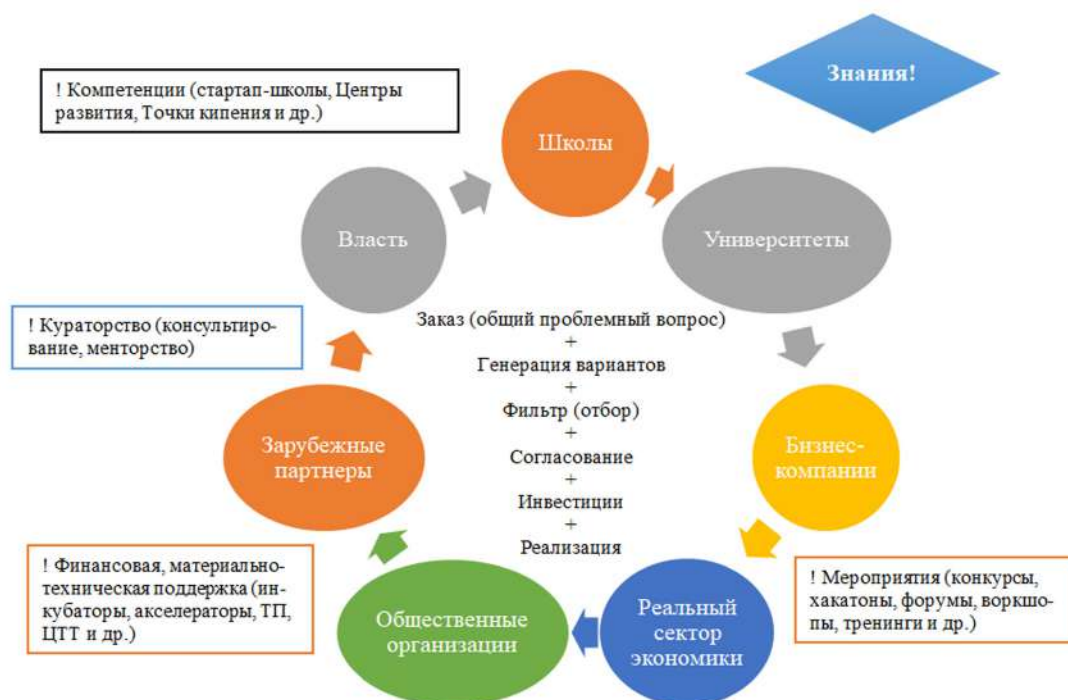 Знания!
! Компетенции (стартап-школы, Центры
развития, Точки кипения и др.)
Школы
Власть
Университеты
! Кураторство (консультиро-
вание, менторство)
Заказ (общий проблемный вопрос)
+
Генерация вариантов
+
Фильтр (отбор)
+
Согласование
+
Инвестиции
+
Реализация
Зарубежные
партнеры
Бизнес-
компании
! Финансовая, материально-
техническая поддержка (ин-
кубаторы, акселераторы, ТП,
ЦТТ и др.)
Общественные
организации
Реальный
сектор
экономики
! Мероприятия (конкурсы,
хакатоны, форумы, воркшо-
пы, тренинги и др.)